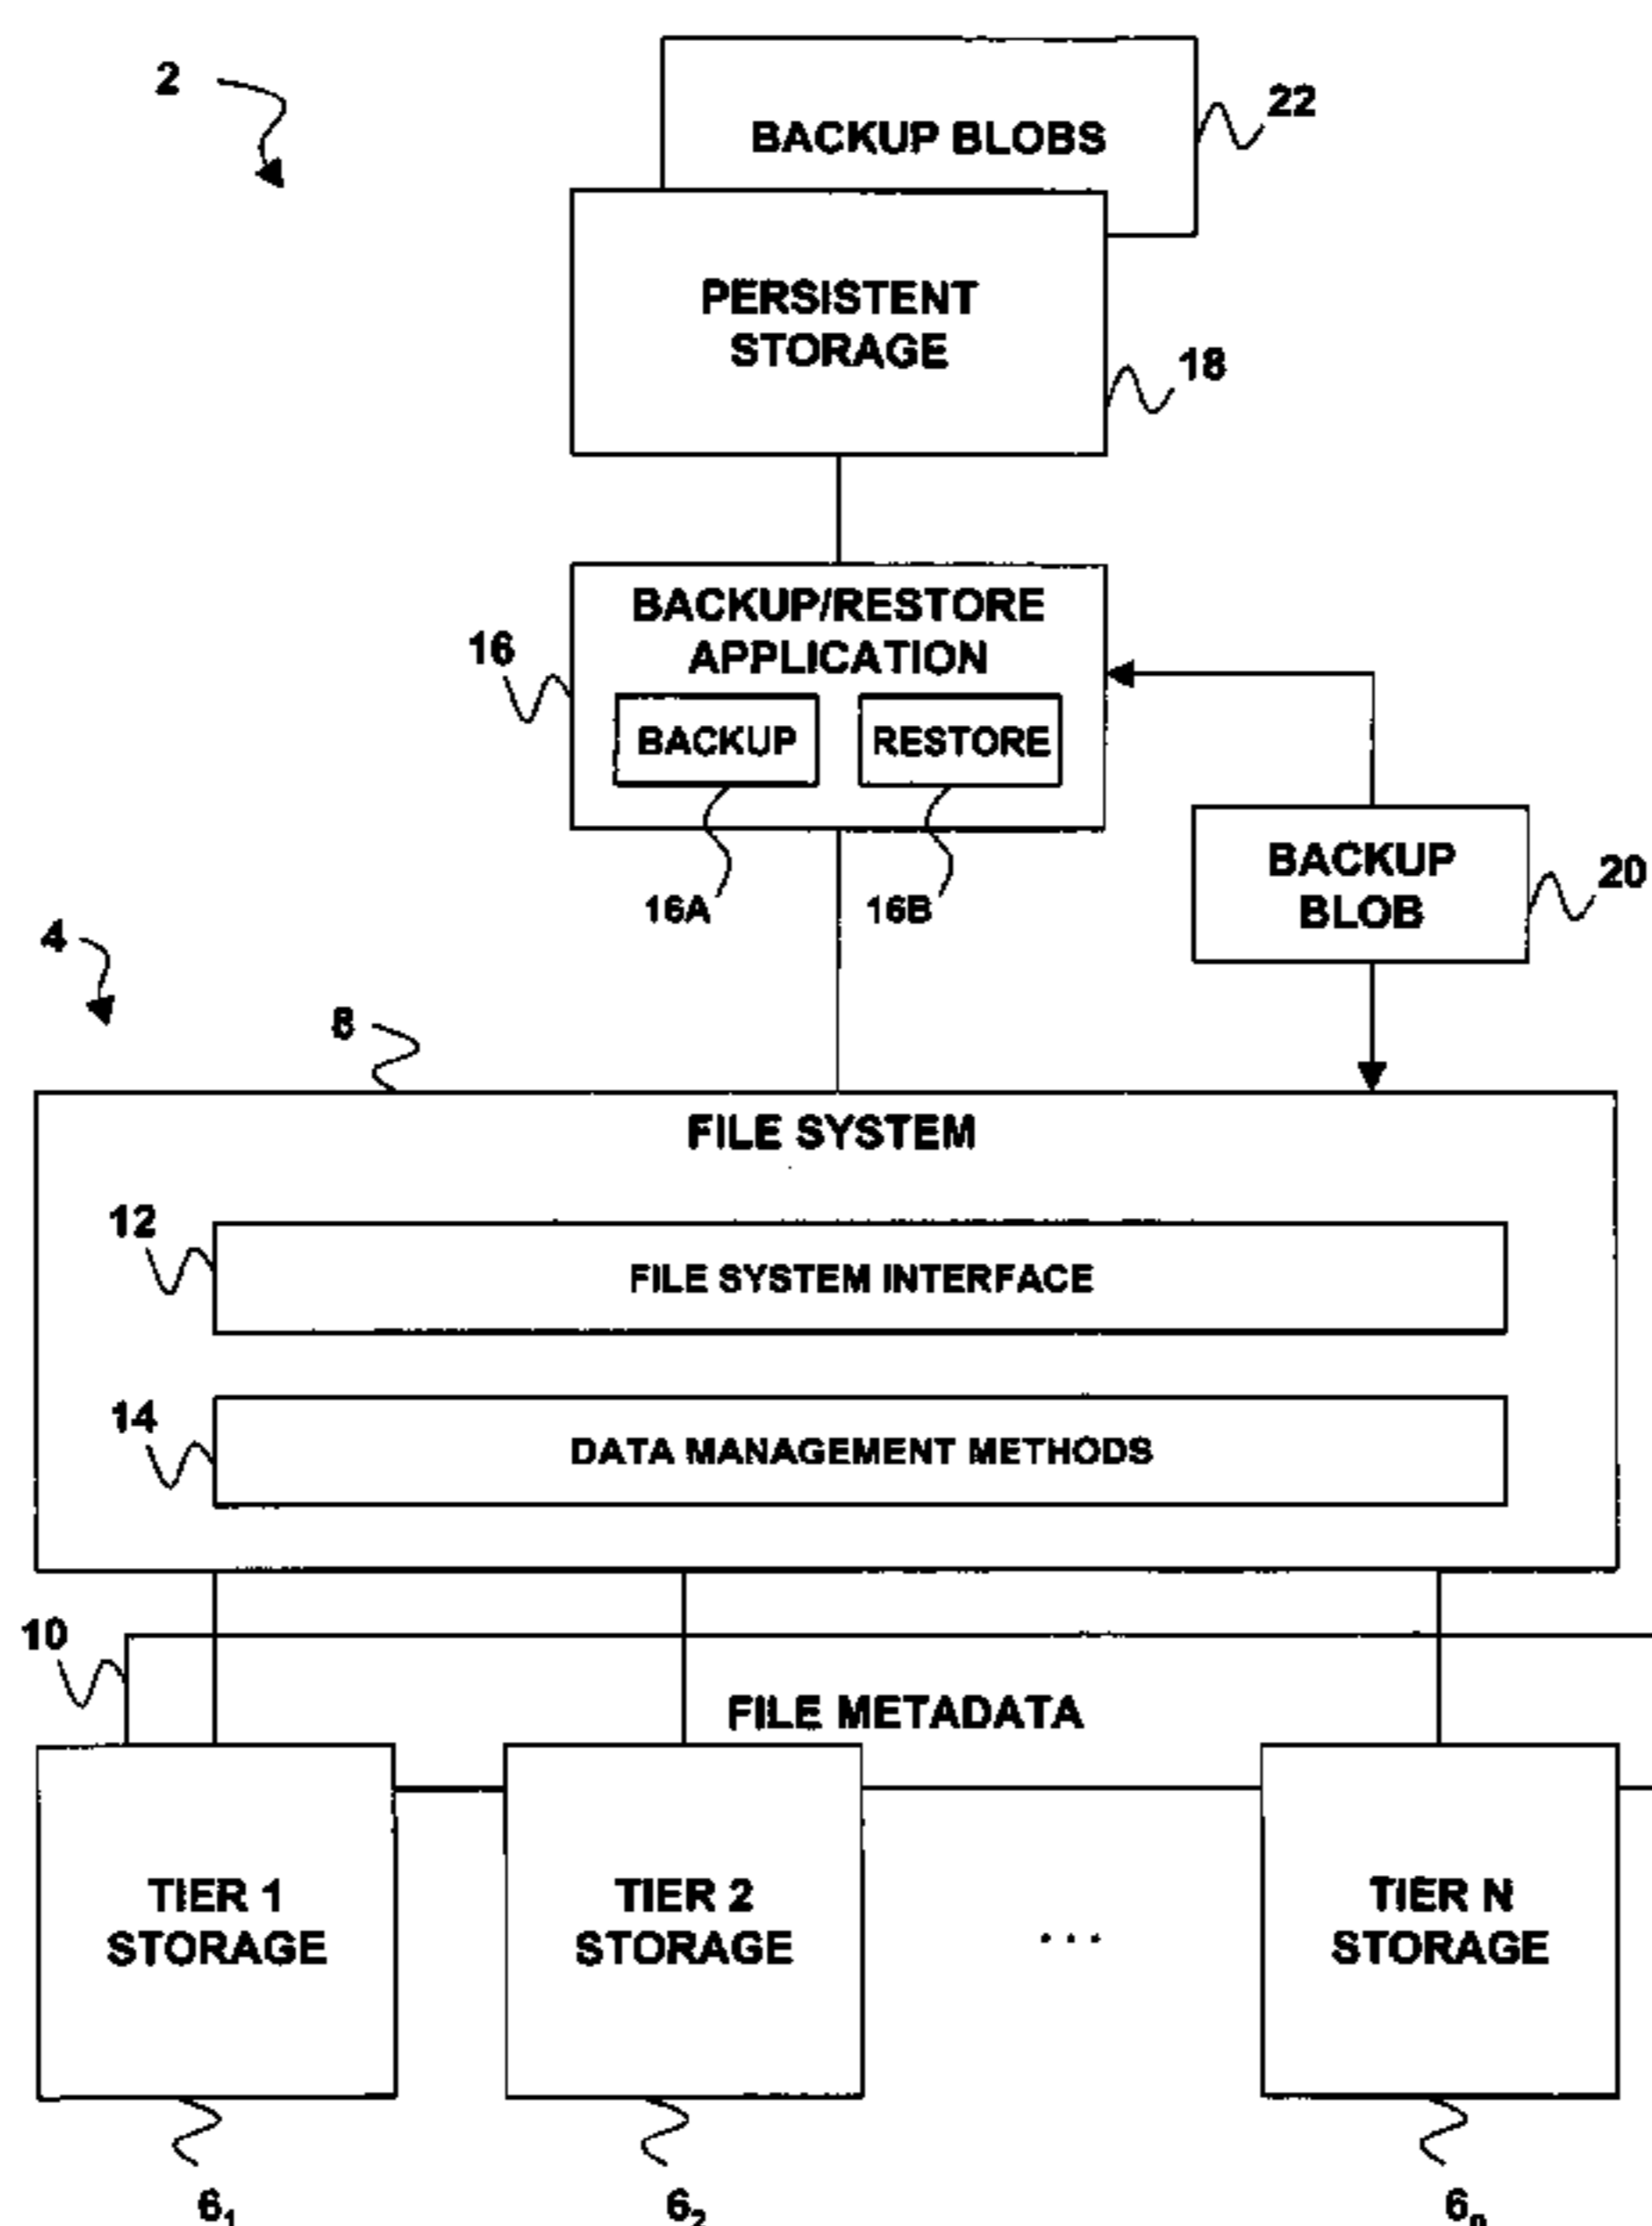 2
22
BACKUP BLOBS
PERSISTENT
STORAGE
18
BACKUP/RESTORE
APPLICATION
16
BACKUP
RESTORE
16A
16B
BACKUP
BLOB
20
4
8
FILE SYSTEM
12
FILE SYSTEM INTERFACE
14
DATA MANAGEMENT METHODS
10
FILE METADATA
TIER 1
STORAGE
TIER 2
STORAGE
...
TIER N
STORAGE
6₁
6₂
6ₙ